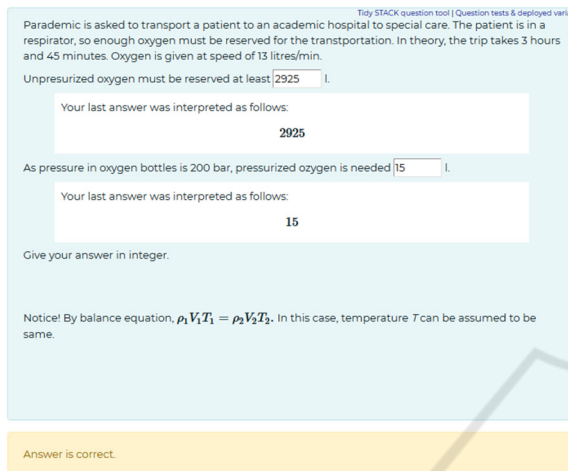 Tidy STACK question tool | Question tests & deployed vari
Parademic is asked to transport a patient to an academic hospital to special care. The patient is in a
respirator, so enough oxygen must be reserved for the transtportation. In theory, the trip takes 3 hours
and 45 minutes. Oxygen is given at speed of 13 litres/min.
Unpresurized oxygen must be reserved at least 2925 l.
Your last answer was interpreted as follows:
2925
As pressure in oxygen bottles is 200 bar, pressurized ozygen is needed 15 l.
Your last answer was interpreted as follows:
15
Give your answer in integer.
Notice! By balance equation, ρ₁V₁T₁ = ρ₂V₂T₂. In this case, temperature T can be assumed to be
same.
Answer is correct.